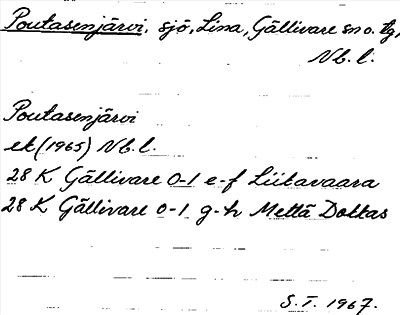 Poutasenjärvi, sjö, Lina, Gällivare sn o. tg,
Nb. l.
Poutasenjärvi
ek (1965) Nb. l.
28 K Gällivare 0-1 e-f Liikavaara
28 K Gällivare 0-1 g-h Mettä Dokkas
S.T. 1967.